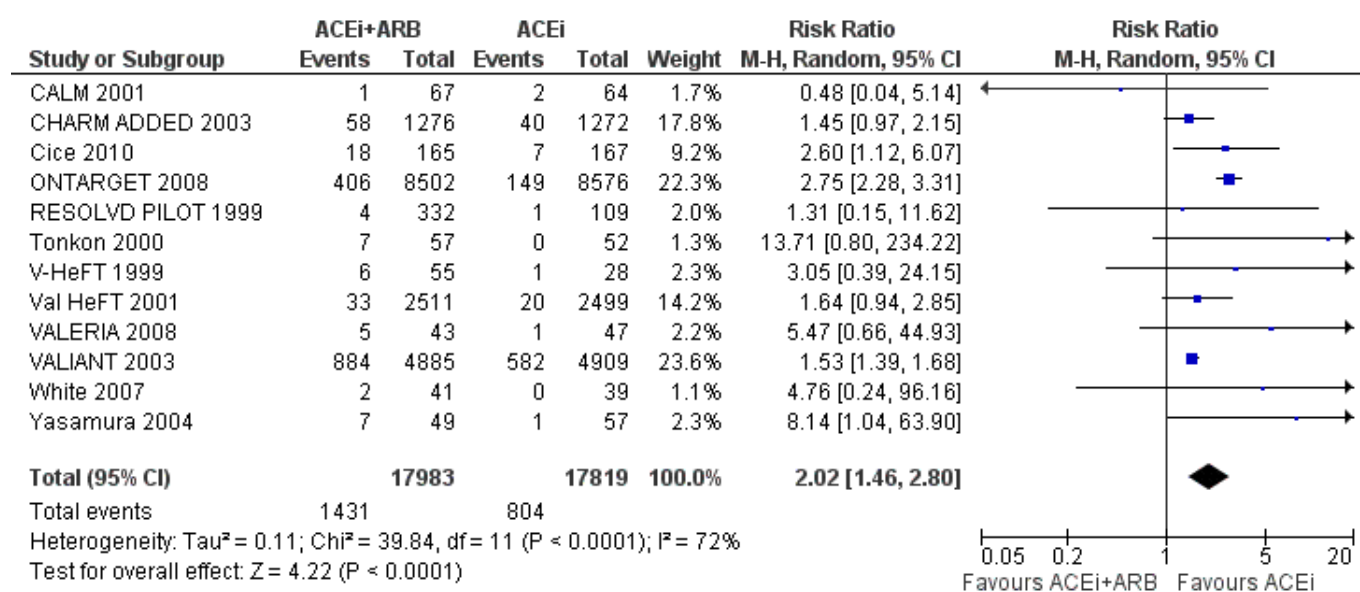 ACEi+ARB ACEi Risk Ratio Risk Ratio
Study or Subgroup Events Total Events Total Weight M-H, Random, 95% CI M-H, Random, 95% CI
CALM 2001 1 67 2 64 1.7% 0.48 [0.04, 5.14]
CHARM ADDED 2003 58 1276 40 1272 17.8% 1.45 [0.97, 2.15]
Cice 2010 18 165 7 167 9.2% 2.60 [1.12, 6.07]
ONTARGET 2008 406 8502 149 8576 22.3% 2.75 [2.28, 3.31]
RESOLVD PILOT 1999 4 332 1 109 2.0% 1.31 [0.15, 11.62]
Tonkon 2000 7 57 0 52 1.3% 13.71 [0.80, 234.22]
V-HeFT 1999 6 55 1 28 2.3% 3.05 [0.39, 24.15]
Val HeFT 2001 33 2511 20 2499 14.2% 1.64 [0.94, 2.85]
VALERIA 2008 5 43 1 47 2.2% 5.47 [0.66, 44.93]
VALIANT 2003 884 4885 582 4909 23.6% 1.53 [1.39, 1.68]
White 2007 2 41 0 39 1.1% 4.76 [0.24, 96.16]
Yasamura 2004 7 49 1 57 2.3% 8.14 [1.04, 63.90]
Total (95% CI) 17983 17819 100.0% 2.02 [1.46, 2.80]
Total events 1431 804
Heterogeneity: Tau² = 0.11; Chi² = 39.84, df = 11 (P < 0.0001); I² = 72%
Test for overall effect: Z = 4.22 (P < 0.0001)
0.05 0.2 1 5 20
Favours ACEi+ARB Favours ACEi